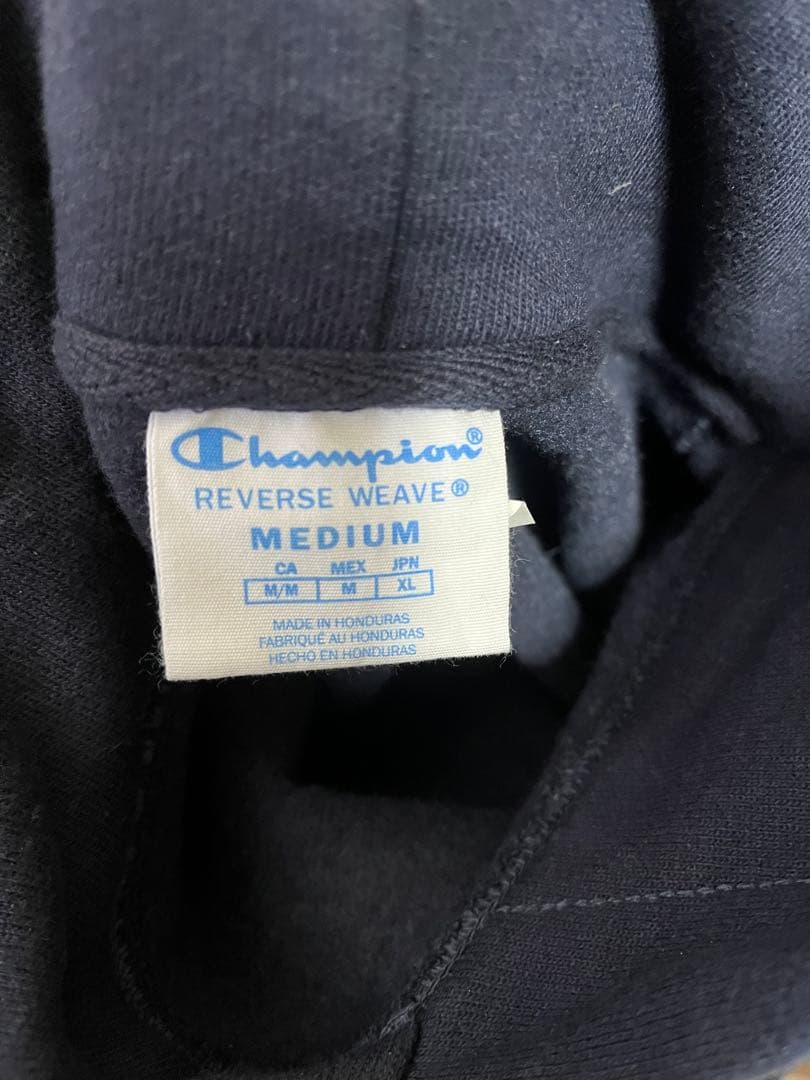 Champion®
REVERSE WEAVE®
MEDIUM
CA MEX JPN
M/M M XL
MADE IN HONDURAS
FABRIQUÉ AU HONDURAS
HECHO EN HONDURAS